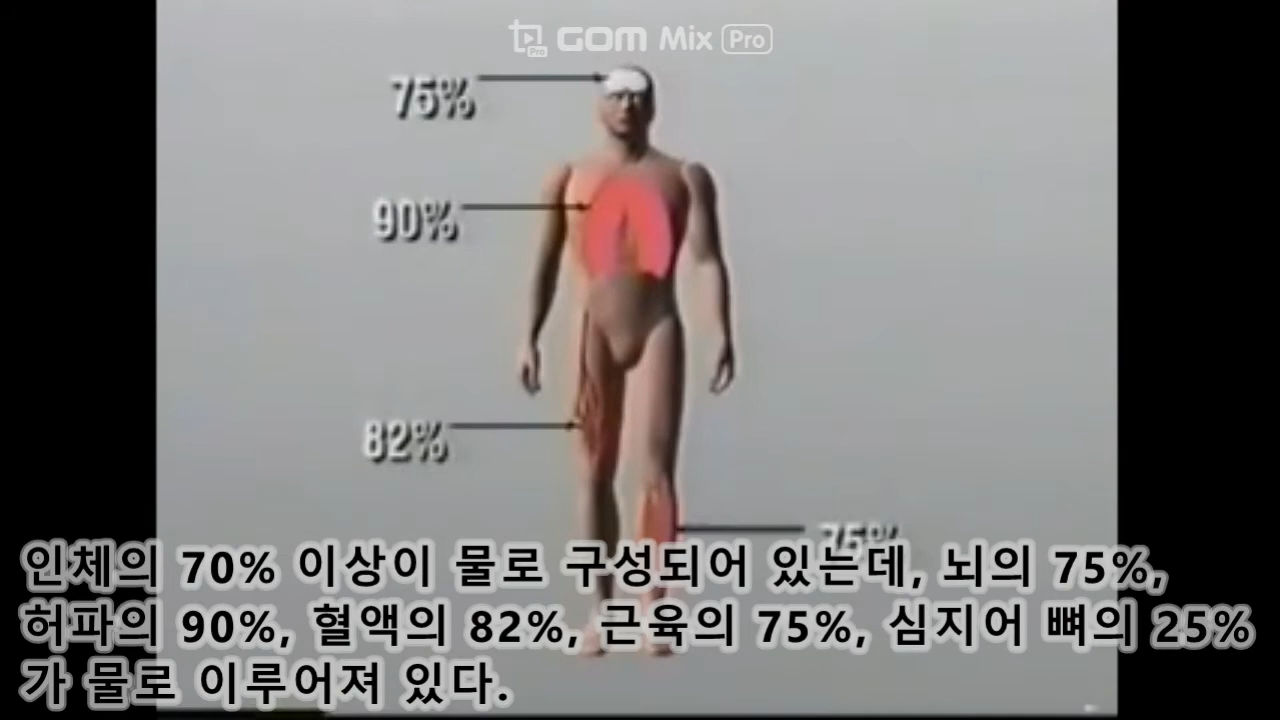 GOM Mix Pro
75%
90%
82%
75%
인체의 70% 이상이 물로 구성되어 있는데, 뇌의 75%,
허파의 90%, 혈액의 82%, 근육의 75%, 심지어 뼈의 25%
가 물로 이루어져 있다.